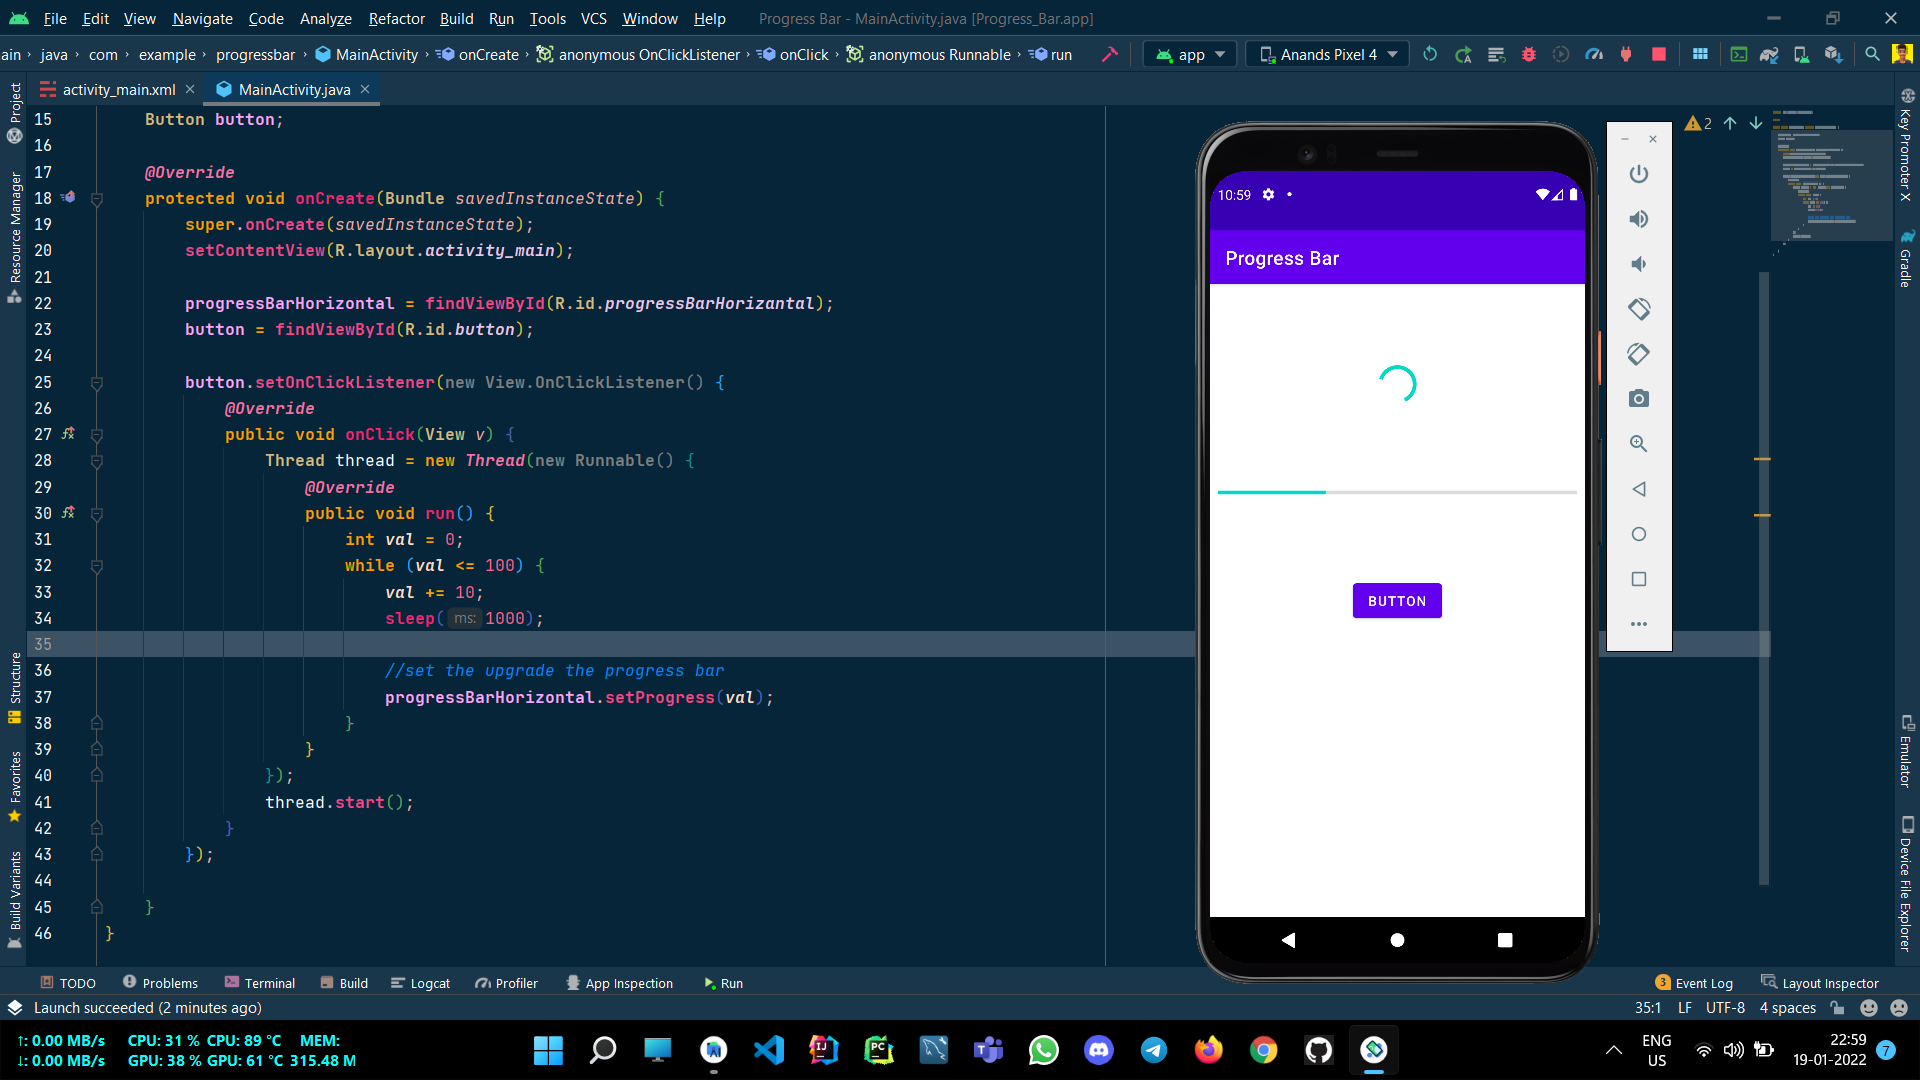 File Edit View Navigate Code Analyze Refactor Build Run Tools VCS Window Help Progress Bar - MainActivity.java [Progress_Bar.app]
ain java com example progressbar MainActivity onCreate anonymous OnClickListener onClick anonymous Runnable run app Anands Pixel 4
activity_main.xml MainActivity.java
Project
Resource Manager
Structure
Favorites
Build Variants
15 Button button;
16
17 @Override
18 protected void onCreate(Bundle savedInstanceState) {
19 super.onCreate(savedInstanceState);
20 setContentView(R.layout.activity_main);
21
22 progressBarHorizontal = findViewById(R.id.progressBarHorizantal);
23 button = findViewById(R.id.button);
24
25 button.setOnClickListener(new View.OnClickListener() {
26 @Override
27 public void onClick(View v) {
28 Thread thread = new Thread(new Runnable() {
29 @Override
30 public void run() {
31 int val = 0;
32 while (val <= 100) {
33 val += 10;
34 sleep( ms: 1000);
35
36 //set the upgrade the progress bar
37 progressBarHorizontal.setProgress(val);
38 }
39 }
40 });
41 thread.start();
42 }
43 });
44
45 }
46 }
10:59
Progress Bar
BUTTON
2
Key Promoter X
Gradle
Emulator
Device File Explorer
TODO Problems Terminal Build Logcat Profiler App Inspection Run 3 Event Log Layout Inspector
Launch succeeded (2 minutes ago) 35:1 LF UTF-8 4 spaces
↑: 0.00 MB/s CPU: 31 % CPU: 89 °C MEM:
↓: 0.00 MB/s GPU: 38 % GPU: 61 °C 315.48 M
ENG
US
22:59
19-01-2022
7